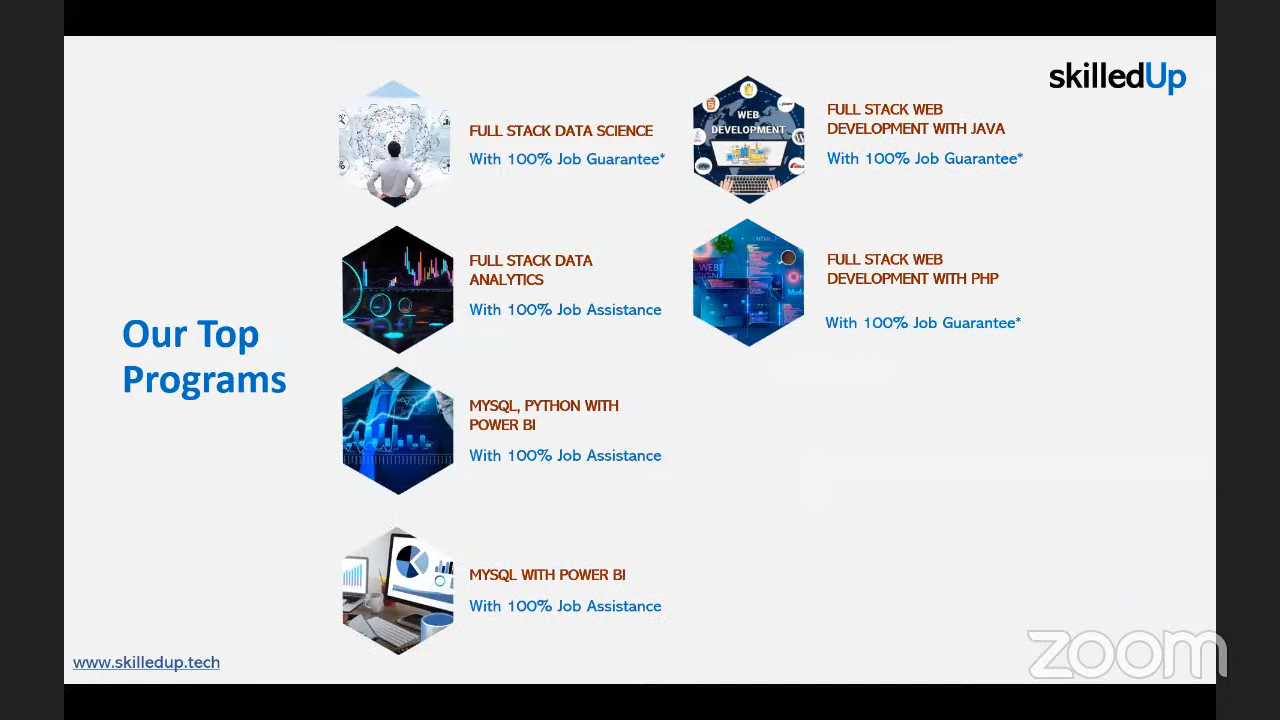 skilledUp
Our Top
Programs
FULL STACK DATA SCIENCE
With 100% Job Guarantee*
FULL STACK DATA
ANALYTICS
With 100% Job Assistance
MYSQL, PYTHON WITH
POWER BI
With 100% Job Assistance
MYSQL WITH POWER BI
With 100% Job Assistance
WEB
DEVELOPMENT
FULL STACK WEB
DEVELOPMENT WITH JAVA
With 100% Job Guarantee*
FULL STACK WEB
DEVELOPMENT WITH PHP
With 100% Job Guarantee*
www.skilledup.tech
zoom